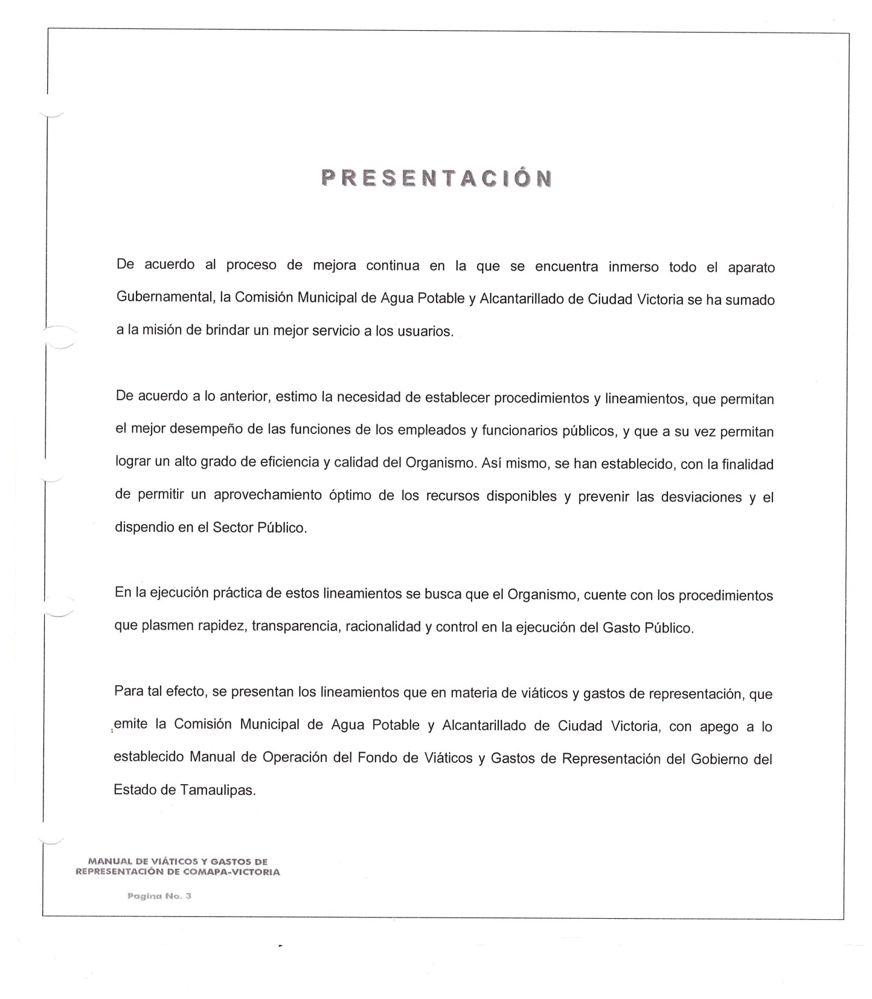 PRESENTACIÓN
De acuerdo al proceso de mejora continua en la que se encuentra inmerso todo el aparato
Gubernamental, la Comisión Municipal de Agua Potable y Alcantarillado de Ciudad Victoria se ha sumado
a la misión de brindar un mejor servicio a los usuarios.
De acuerdo a lo anterior, estimo la necesidad de establecer procedimientos y lineamientos, que permitan
el mejor desempeño de las funciones de los empleados y funcionarios públicos, y que a su vez permitan
lograr un alto grado de eficiencia y calidad del Organismo. Así mismo, se han establecido, con la finalidad
de permitir un aprovechamiento óptimo de los recursos disponibles y prevenir las desviaciones y el
dispendio en el Sector Público.
En la ejecución práctica de estos lineamientos se busca que el Organismo, cuente con los procedimientos
que plasmen rapidez, transparencia, racionalidad y control en la ejecución del Gasto Público.
Para tal efecto, se presentan los lineamientos que en materia de viáticos y gastos de representación, que
emite la Comisión Municipal de Agua Potable y Alcantarillado de Ciudad Victoria, con apego a lo
establecido Manual de Operación del Fondo de Viáticos y Gastos de Representación del Gobierno del
Estado de Tamaulipas.
MANUAL DE VIÁTICOS Y GASTOS DE
REPRESENTACIÓN DE COMAPA-VICTORIA
Pagina No. 3